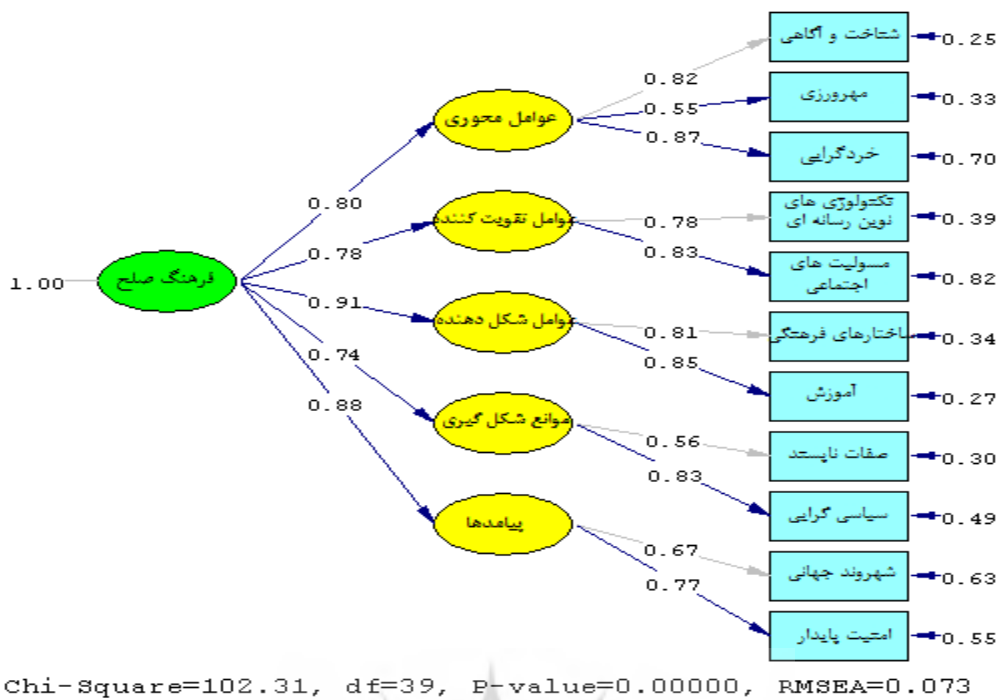 شناخت و آگاهی
0.25
0.82
مهرورزی
0.33
0.55
عوامل محوری
0.87
خردگرایی
0.70
0.80
تکنولوژی های
نوین رسانه ای
0.39
0.78
عوامل تقویت کننده
0.78
0.83
مسولیت های
اجتماعی
0.82
1.00
فرهنگ صلح
0.91
عوامل شکل دهنده
0.81
ساختارهای فرهنگی
0.34
0.74
0.85
آموزش
0.27
0.88
موانع شکل گیری
0.56
صفات ناپسند
0.30
0.83
سیاسی گرایی
0.49
پیامدها
0.67
شهروند جهانی
0.63
0.77
امنیت پایدار
0.55
Chi-Square=102.31, df=39, P-value=0.00000, RMSEA=0.073